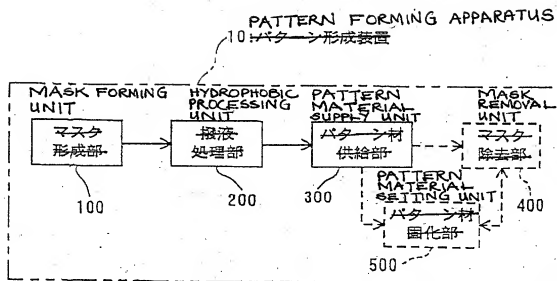 PATTERN FORMING APPARATUS
10 パターン形成装置
MASK FORMING
UNIT
マスク
形成部
100
HYDROPHOBIC
PROCESSING
UNIT
撥液
処理部
200
PATTERN
MATERIAL
SUPPLY UNIT
パターン材
供給部
300
MASK
REMOVAL
UNIT
マスク
除去部
400
PATTERN
MATERIAL
SETTING UNIT
パターン材
固化部
500